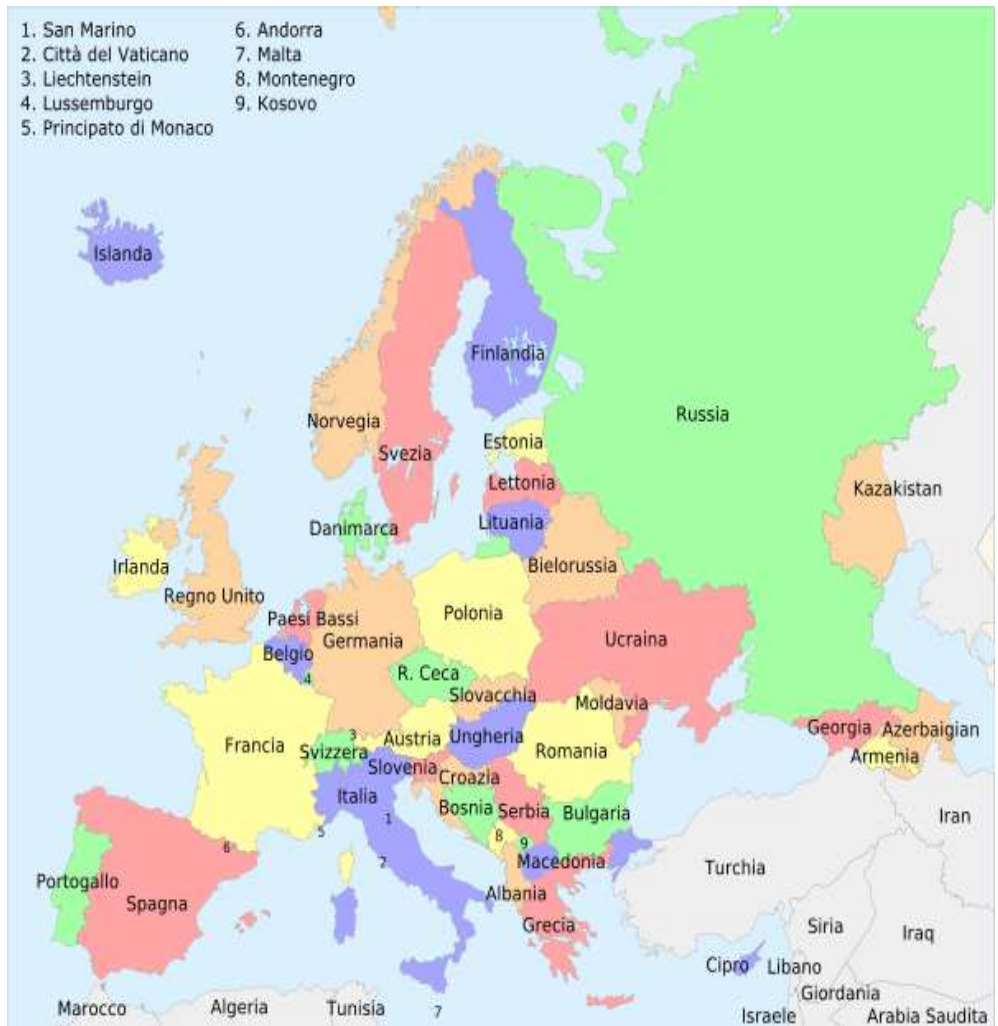 1. San Marino
2. Città del Vaticano
3. Liechtenstein
4. Lussemburgo
5. Principato di Monaco
6. Andorra
7. Malta
8. Montenegro
9. Kosovo
Islanda
Finlandia
Russia
Norvegia
Svezia
Estonia
Lettonia
Kazakistan
Danimarca
Lituania
Irlanda
Bielorussia
Regno Unito
Paesi Bassi
Polonia
Germania
Ucraina
Belgio
4
R. Ceca
Slovacchia
Moldavia
Francia
3
Svizzera
Austria
Ungheria
Romania
Georgia
Azerbaigian
Armenia
Slovenia
Croazia
Italia
1
Bosnia
Serbia
Bulgaria
Iran
5
8
9
6
2
Macedonia
Turchia
Portogallo
Spagna
Albania
Grecia
Siria
Iraq
Cipro
Libano
Giordania
Marocco
Algeria
Tunisia
7
Israele
Arabia Saudita